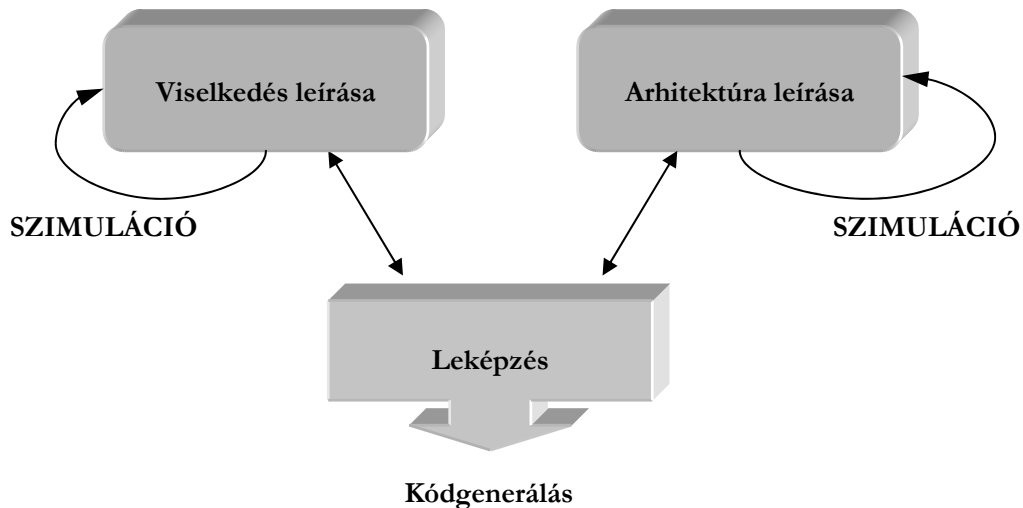 Viselkedés leírása
Arhitektúra leírása
SZIMULÁCIÓ
SZIMULÁCIÓ
Leképzés
Kódgenerálás